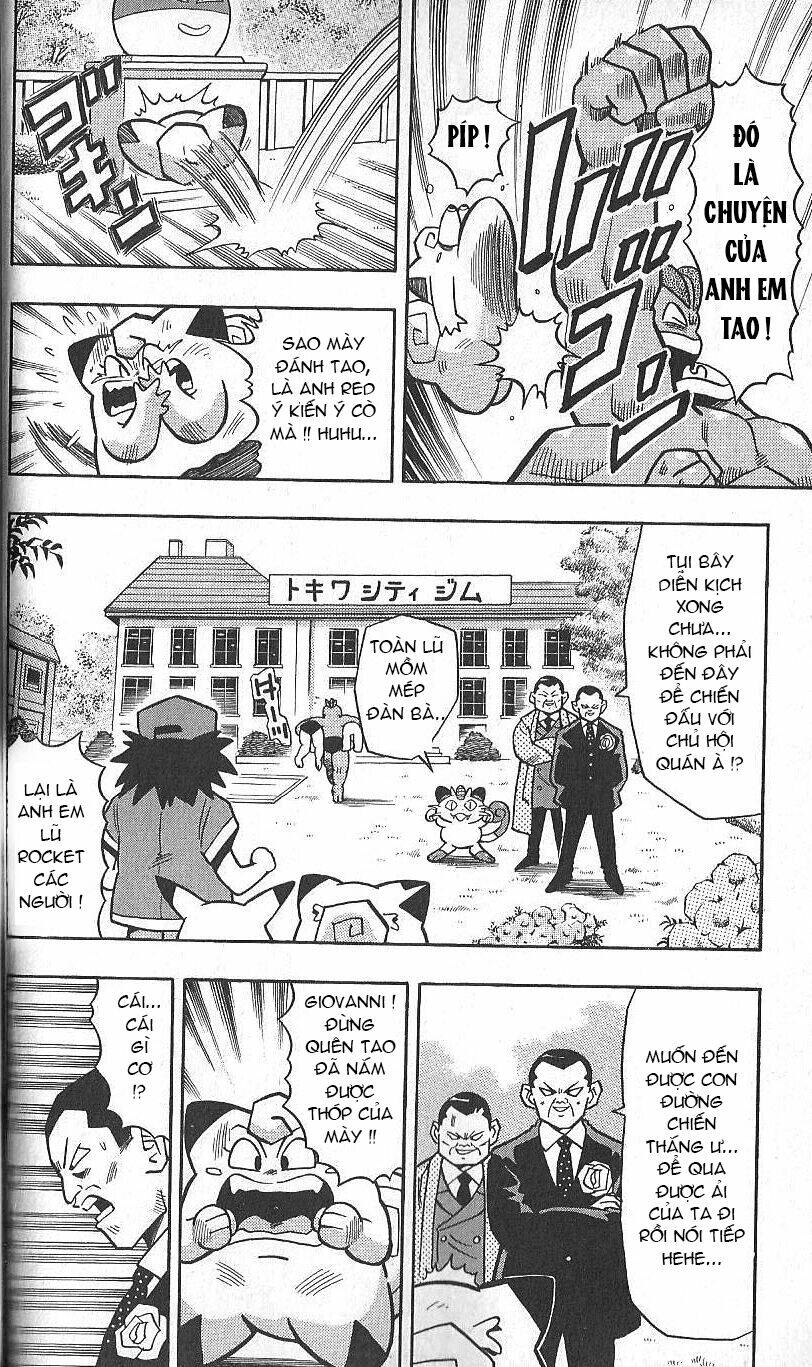 ĐÓ
LÀ
CHUYỆN
CỦA
ANH EM
TAO !
PÍP !
ゴキン
SAO MÀY
ĐÁNH TAO,
LÀ ANH RED
Ý KIẾN Ý CÒ
MÀ !! HUHU...
TỤI BÂY
DIỄN KỊCH
XONG
CHƯA...
KHÔNG PHẢI
ĐẾN ĐÂY
ĐỂ CHIẾN
ĐẤU VỚI
CHỦ HỘI
QUÁN À !?
トキワ シティ ジム
TOÀN LŨ
MỒM
MÉP
ĐÀN BÀ..
LẠI LÀ
ANH EM
LŨ
ROCKET
CÁC
NGƯỜI !
MUỐN ĐẾN
ĐƯỢC CON
ĐƯỜNG
CHIẾN
THẮNG Ư...
ĐỂ QUA
ĐƯỢC ẢI
CỦA TA ĐI
RỒI NÓI TIẾP
HEHE...
GIOVANNI !
ĐỪNG
QUÊN TAO
ĐÃ NẮM
ĐƯỢC
THÓP CỦA
MÀY !!
CÁI...
CÁI
GÌ
CƠ
!?